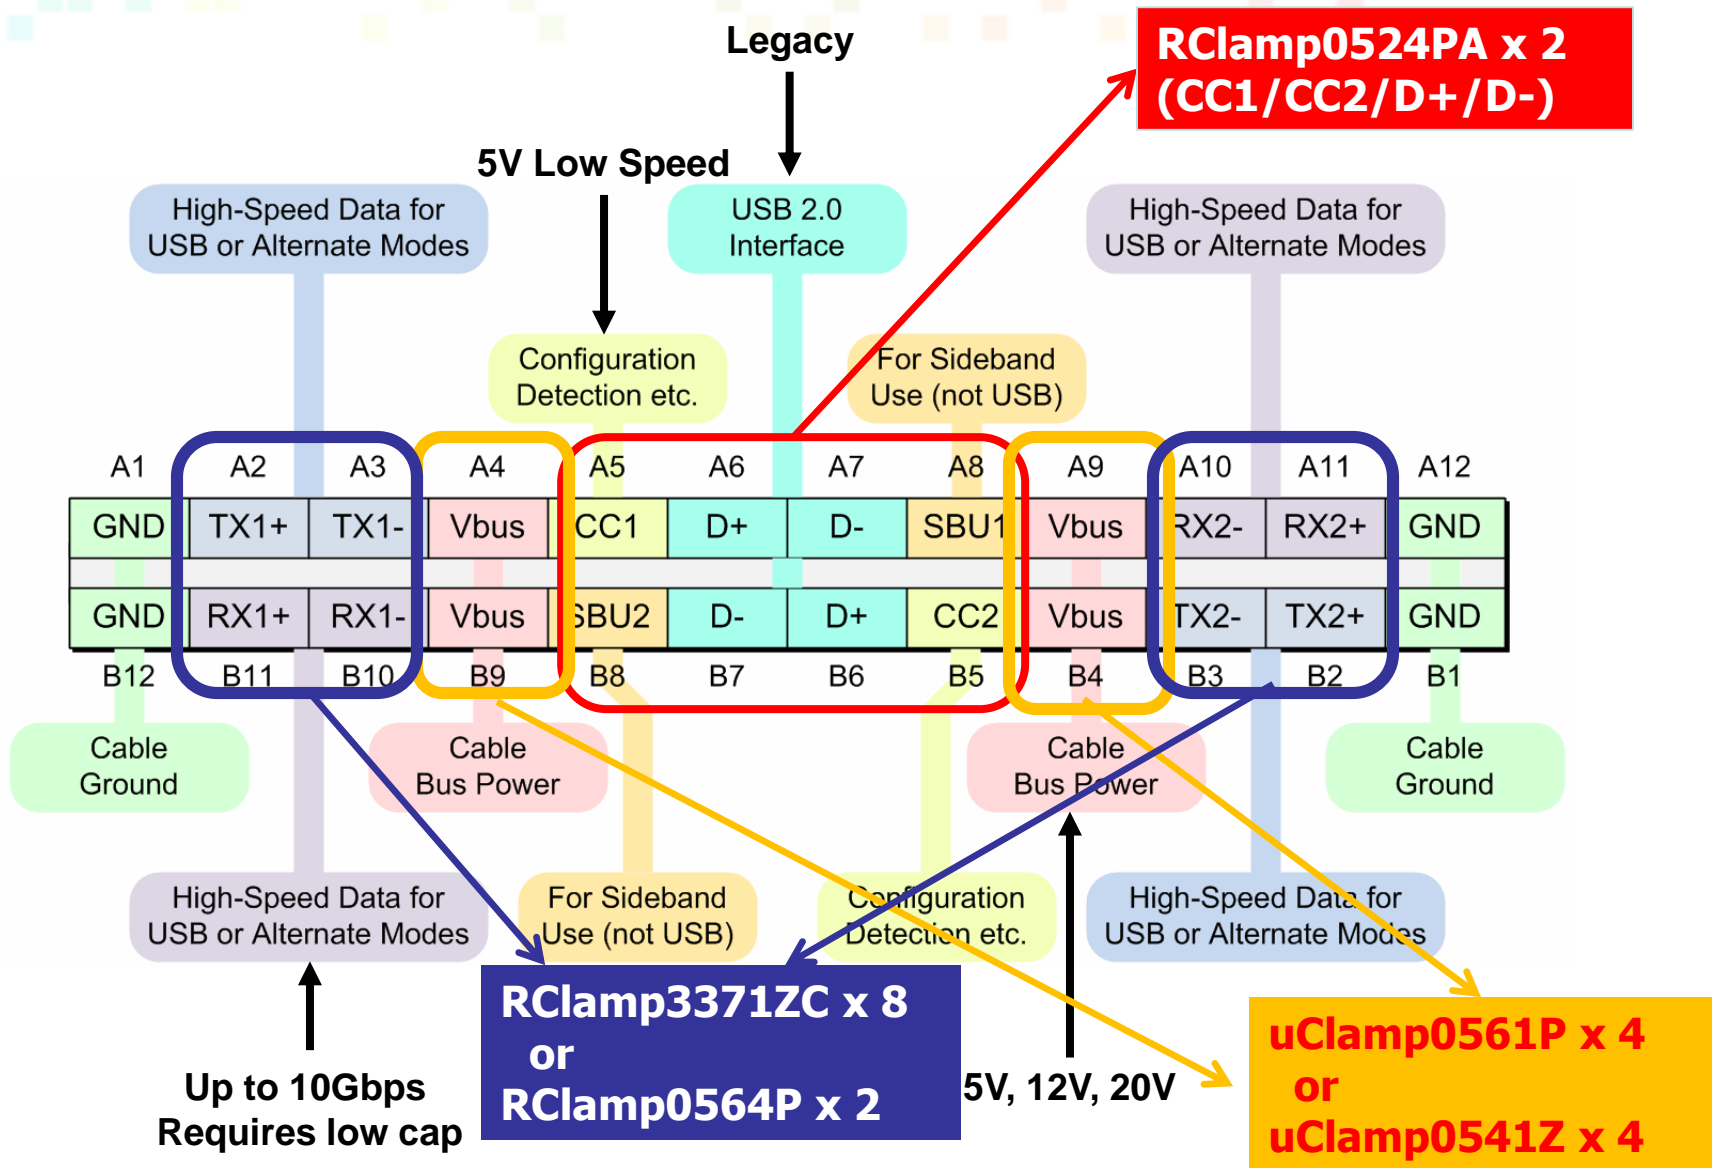 Legacy
RClamp0524PA x 2
(CC1/CC2/D+/D-)
5V Low Speed
High-Speed Data for
USB or Alternate Modes
USB 2.0
Interface
High-Speed Data for
USB or Alternate Modes
Configuration
Detection etc.
For Sideband
Use (not USB)
A1 A2 A3 A4 A5 A6 A7 A8 A9 A10 A11 A12
GND TX1+ TX1- Vbus CC1 D+ D- SBU1 Vbus RX2- RX2+ GND
GND RX1+ RX1- Vbus SBU2 D- D+ CC2 Vbus TX2- TX2+ GND
B12 B11 B10 B9 B8 B7 B6 B5 B4 B3 B2 B1
Cable
Ground
Cable
Bus Power
Cable
Bus Power
Cable
Ground
High-Speed Data for
USB or Alternate Modes
For Sideband
Use (not USB)
Configuration
Detection etc.
High-Speed Data for
USB or Alternate Modes
Up to 10Gbps
Requires low cap
RClamp3371ZC x 8
or
RClamp0564P x 2
5V, 12V, 20V
uClamp0561P x 4
or
uClamp0541Z x 4